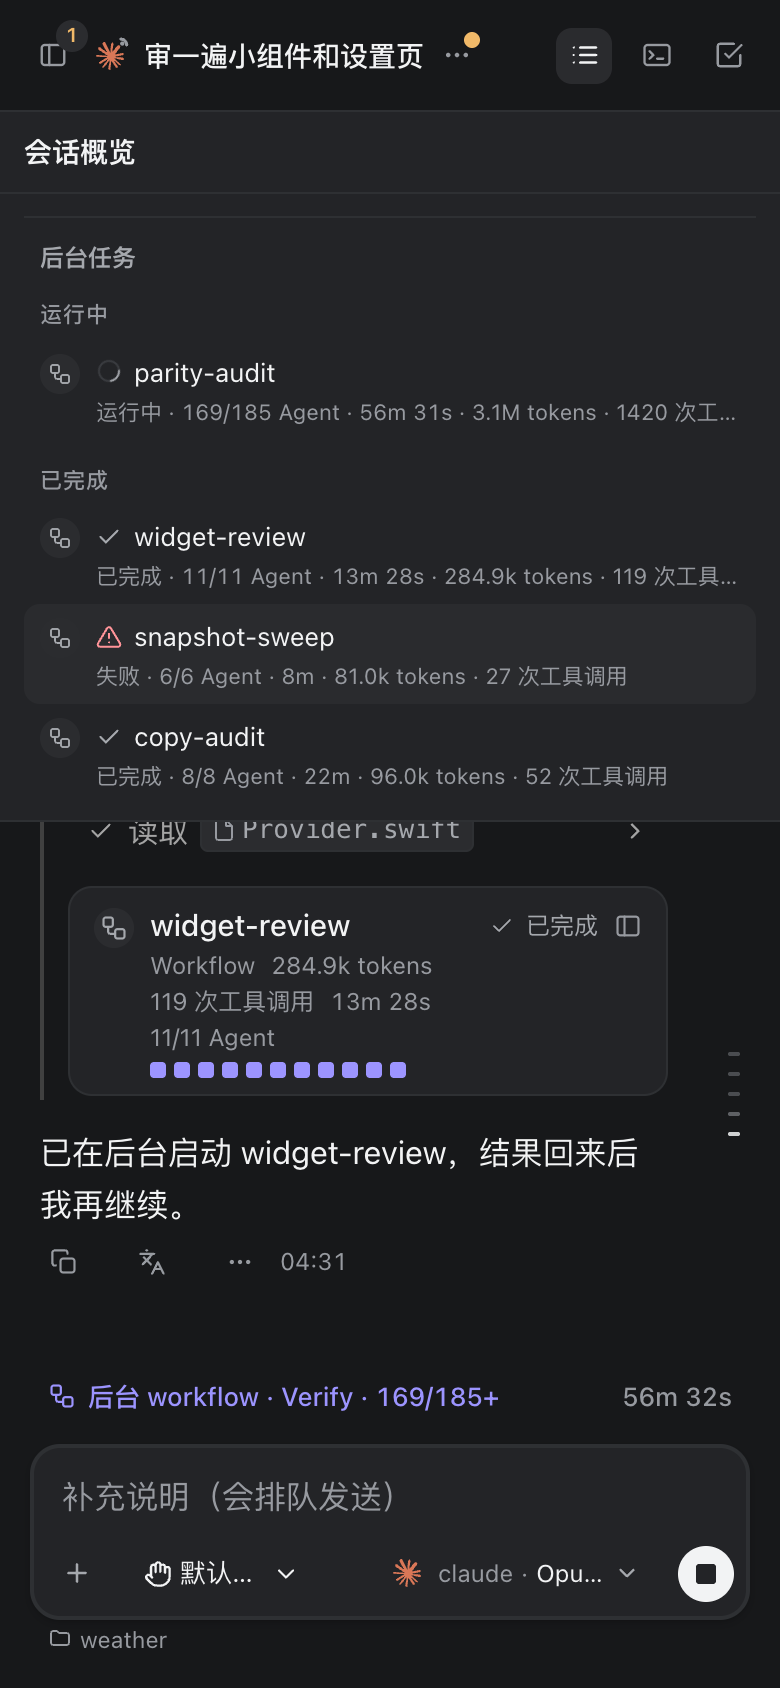 1
审一遍小组件和设置页
会话概览
后台任务
运行中
parity-audit
运行中 · 169/185 Agent · 56m 31s · 3.1M tokens · 1420 次工...
已完成
widget-review
已完成 · 11/11 Agent · 13m 28s · 284.9k tokens · 119 次工具...
snapshot-sweep
失败 · 6/6 Agent · 8m · 81.0k tokens · 27 次工具调用
copy-audit
已完成 · 8/8 Agent · 22m · 96.0k tokens · 52 次工具调用
读取 Provider.swift
widget-review 已完成
Workflow 284.9k tokens
119 次工具调用 13m 28s
11/11 Agent
已在后台启动 widget-review，结果回来后
我再继续。
04:31
后台 workflow · Verify · 169/185+ 56m 32s
补充说明（会排队发送）
默认... claude · Opu...
weather